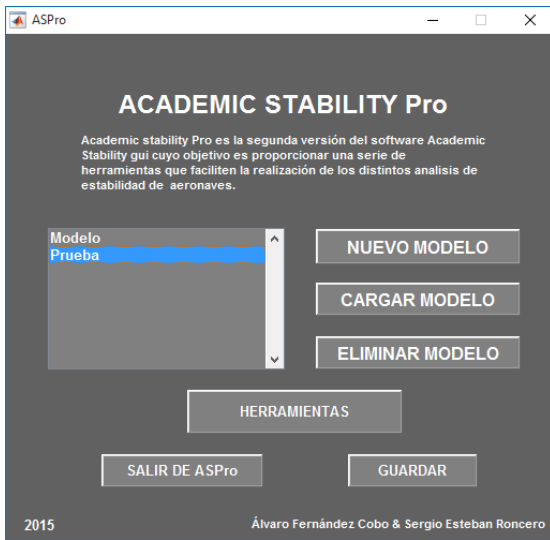 ASPro
ACADEMIC STABILITY Pro
Academic stability Pro es la segunda versión del software Academic
Stability gui cuyo objetivo es proporcionar una serie de
herramientas que faciliten la realización de los distintos analisis de
estabilidad de aeronaves.
Modelo
Prueba
NUEVO MODELO
CARGAR MODELO
ELIMINAR MODELO
HERRAMIENTAS
SALIR DE ASPro
GUARDAR
2015
Álvaro Fernández Cobo & Sergio Esteban Roncero